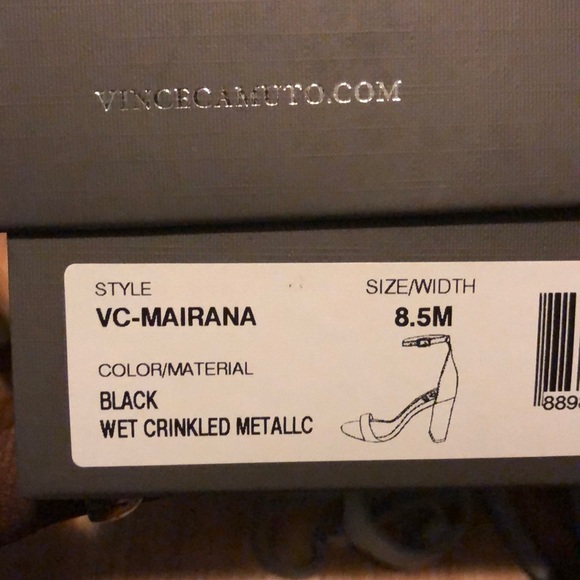 VINCECAMUTO.COM
STYLE
VC-MAIRANA
SIZE/WIDTH
8.5M
COLOR/MATERIAL
BLACK
WET CRINKLED METALLC